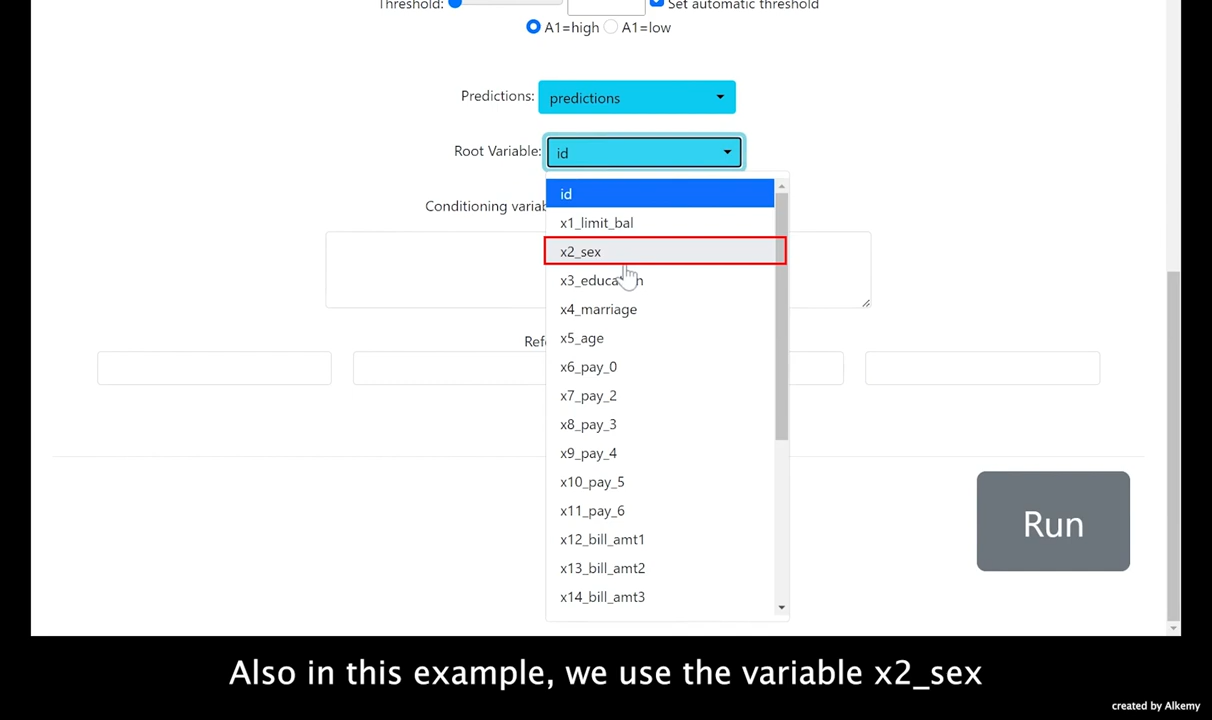 Threshold: Set automatic threshold
A1=high A1=low
Predictions: predictions
Root Variable: id
id
Conditioning variab
x1_limit_bal
x2_sex
x3_educa n
x4_marriage
Refe
x5_age
x6_pay_0
x7_pay_2
x8_pay_3
x9_pay_4
x10_pay_5
x11_pay_6
Run
x12_bill_amt1
x13_bill_amt2
x14_bill_amt3
Also in this example, we use the variable x2_sex
created by Alkemy